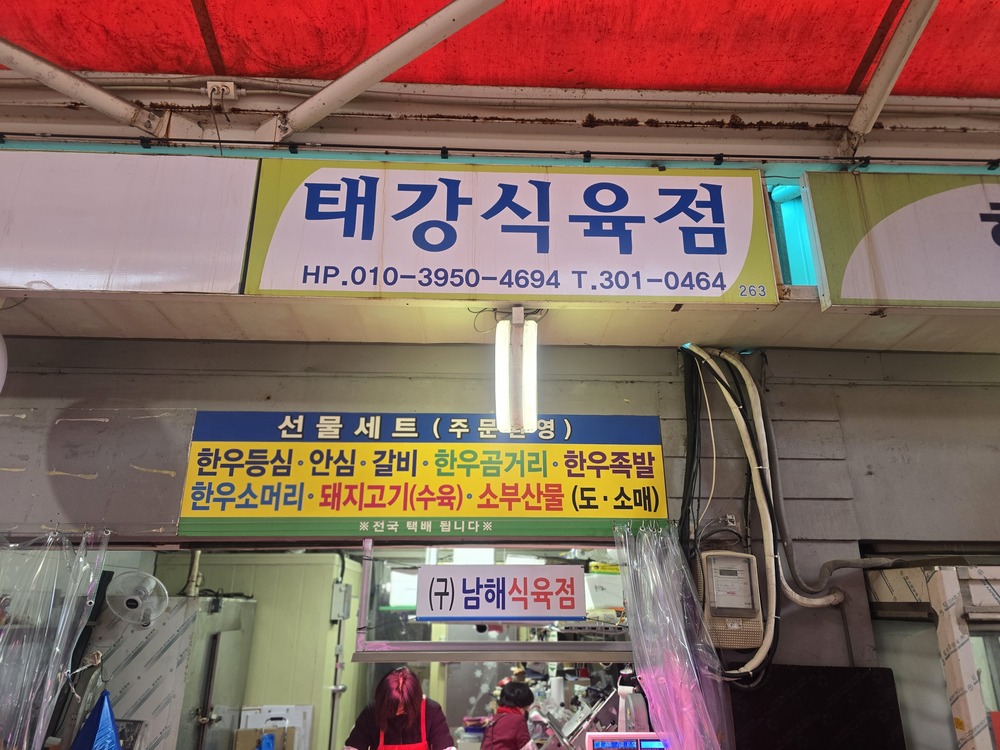 태강식육점
HP.010-3950-4694 T.301-0464
263
선물세트(주문환영)
한우등심·안심·갈비·한우곰거리·한우족발
한우소머리·돼지고기(수육)·소부산물(도·소매)
※전국 택배 됩니다※
(구)남해식육점